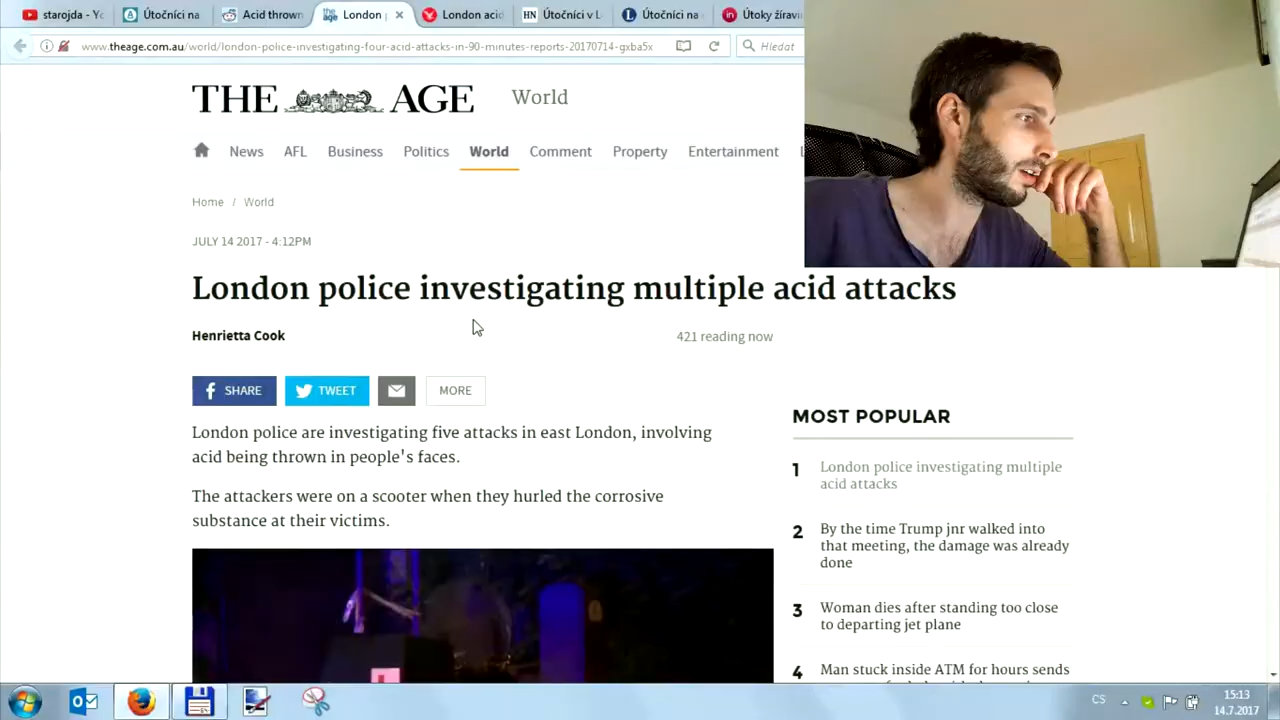 starojda - Yo
Útočníci na
Acid thrown
London p
London acid
Útočníci v L
Útočníci na
Útoky žíravi
www.theage.com.au/world/london-police-investigating-four-acid-attacks-in-90-minutes-reports-20170714-gxba5x
Hledat
THE AGE
World
News
AFL
Business
Politics
World
Comment
Property
Entertainment
Home / World
JULY 14 2017 - 4:12PM
London police investigating multiple acid attacks
Henrietta Cook
421 reading now
SHARE
TWEET
MORE
London police are investigating five attacks in east London, involving
acid being thrown in people's faces.
The attackers were on a scooter when they hurled the corrosive
substance at their victims.
MOST POPULAR
1 London police investigating multiple
acid attacks
2 By the time Trump jnr walked into
that meeting, the damage was already
done
3 Woman dies after standing too close
to departing jet plane
4 Man stuck inside ATM for hours sends
CS
15:13
14.7.2017